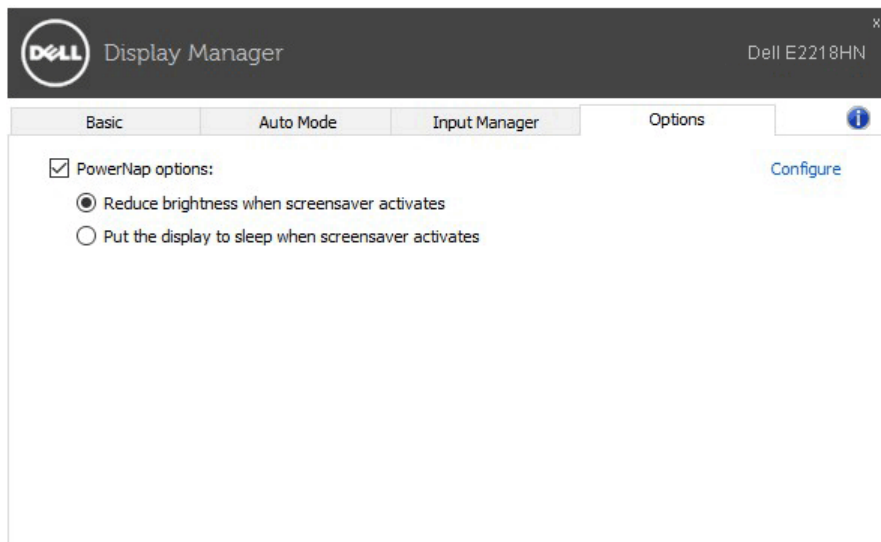 x
DELL Display Manager Dell E2218HN
Basic Auto Mode Input Manager Options i
PowerNap options: Configure
Reduce brightness when screensaver activates
Put the display to sleep when screensaver activates